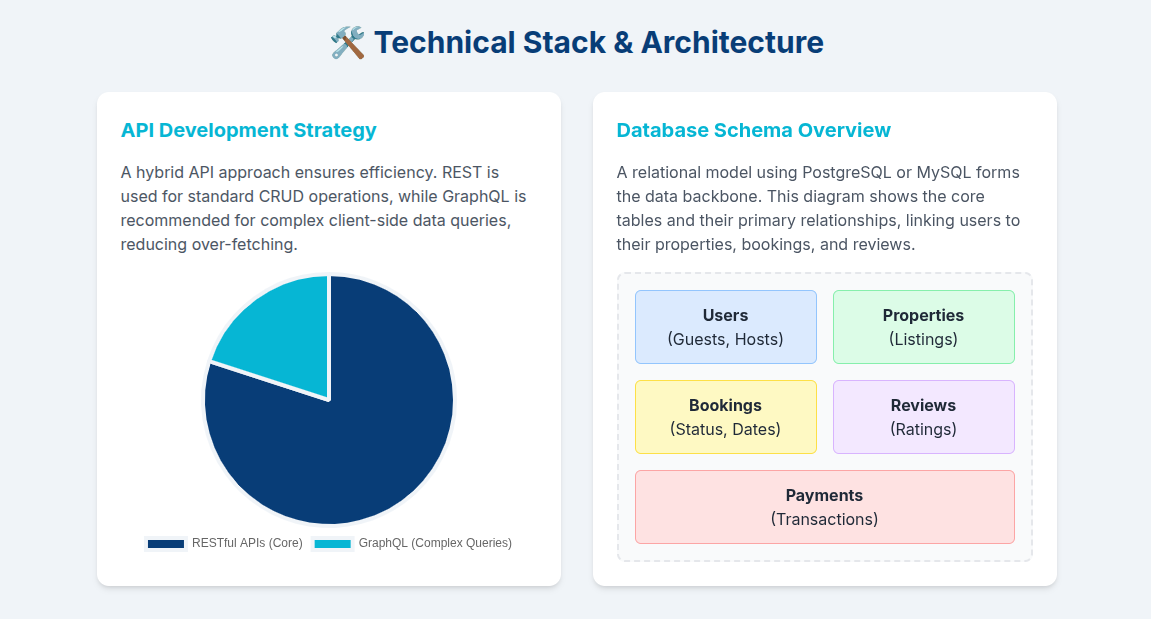 🛠️ Technical Stack & Architecture
API Development Strategy
A hybrid API approach ensures efficiency. REST is
used for standard CRUD operations, while GraphQL is
recommended for complex client-side data queries,
reducing over-fetching.
RESTful APIs (Core)
GraphQL (Complex Queries)
Database Schema Overview
A relational model using PostgreSQL or MySQL forms
the data backbone. This diagram shows the core
tables and their primary relationships, linking users to
their properties, bookings, and reviews.
Users
(Guests, Hosts)
Properties
(Listings)
Bookings
(Status, Dates)
Reviews
(Ratings)
Payments
(Transactions)